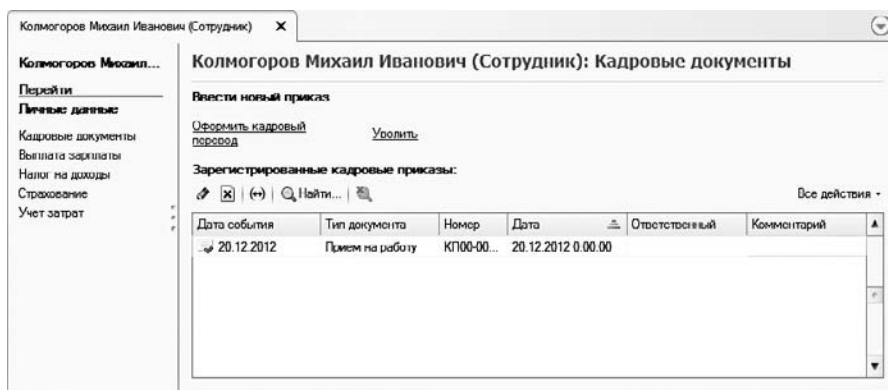 Колмогоров Михаил Иванович (Сотрудник)
Колмогоров Михаил...
Перейти
Личные данные
Кадровые документы
Выплата зарплаты
Налог на доходы
Страхование
Учет затрат
Колмогоров Михаил Иванович (Сотрудник): Кадровые документы
Ввести новый приказ
Оформить кадровый
перевод
Уволить
Зарегистрированные кадровые приказы:
Найти...
Все действия
Дата события Тип документа Номер Дата Ответственный Комментарий
20.12.2012 Прием на работу КП00-00... 20.12.2012 0.00.00